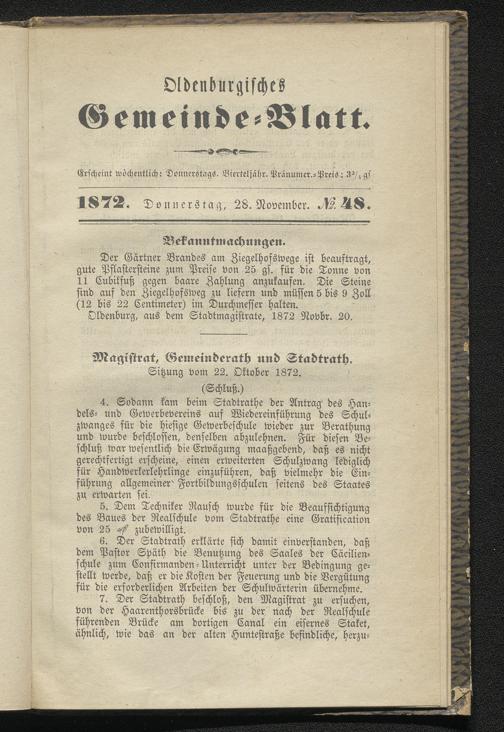 Oldenburgisches
Gemeinde-Blatt.
Erscheint wöchentlich: Donnerstags. Vierteljähr. Pränumer.-Preis: 3¾ gs
1872. Donnerstag, 28. November. № 48.
Bekanntmachungen.
Der Gärtner Brandes am Ziegelhofswege ist beauftragt,
gute Pflastersteine zum Preise von 25 gs. für die Tonne von
11 Cubikfuß gegen baare Zahlung anzukaufen. Die Steine
sind auf den Ziegelhofsweg zu liefern und müssen 5 bis 9 Zoll
(12 bis 22 Centimeter) im Durchmesser halten.
Oldenburg, aus dem Stadtmagistrate, 1872 Novbr. 20.
Magistrat, Gemeinderath und Stadtrath.
Sitzung vom 22. Oktober 1872.
(Schluß.)
4. Sodann kam beim Stadtrathe der Antrag des Han-
dels- und Gewerbevereins auf Wiedereinführung des Schul-
zwanges für die hiesige Gewerbeschule wieder zur Berathung
und wurde beschlossen, denselben abzulehnen. Für diesen Be-
schluß war wesentlich die Erwägung maaßgebend, daß es nicht
gerechtfertigt erscheine, einen erweiterten Schulzwang lediglich
für Handwerkerlehrlinge einzuführen, daß vielmehr die Ein-
führung allgemeiner Fortbildungsschulen seitens des Staates
zu erwarten sei.
5. Dem Techniker Rausch wurde für die Beaufsichtigung
des Baues der Realschule vom Stadtrathe eine Gratification
von 25 zubewilligt.
6. Der Stadtrath erklärte sich damit einverstanden, daß
dem Pastor Späth die Benutzung des Saales der Cäcilien-
schule zum Confirmanden-Unterricht unter der Bedingung ge-
stellt werde, daß er die Kosten der Feuerung und die Vergütung
für die erforderlichen Arbeiten der Schulwärterin übernehme.
7. Der Stadtrath beschloß, den Magistrat zu ersuchen,
von der Haarenthorsbrücke bis zu der nach der Realschule
führenden Brücke am dortigen Canal ein eisernes Staket,
ähnlich, wie das an der alten Huntestraße befindliche, herzu-